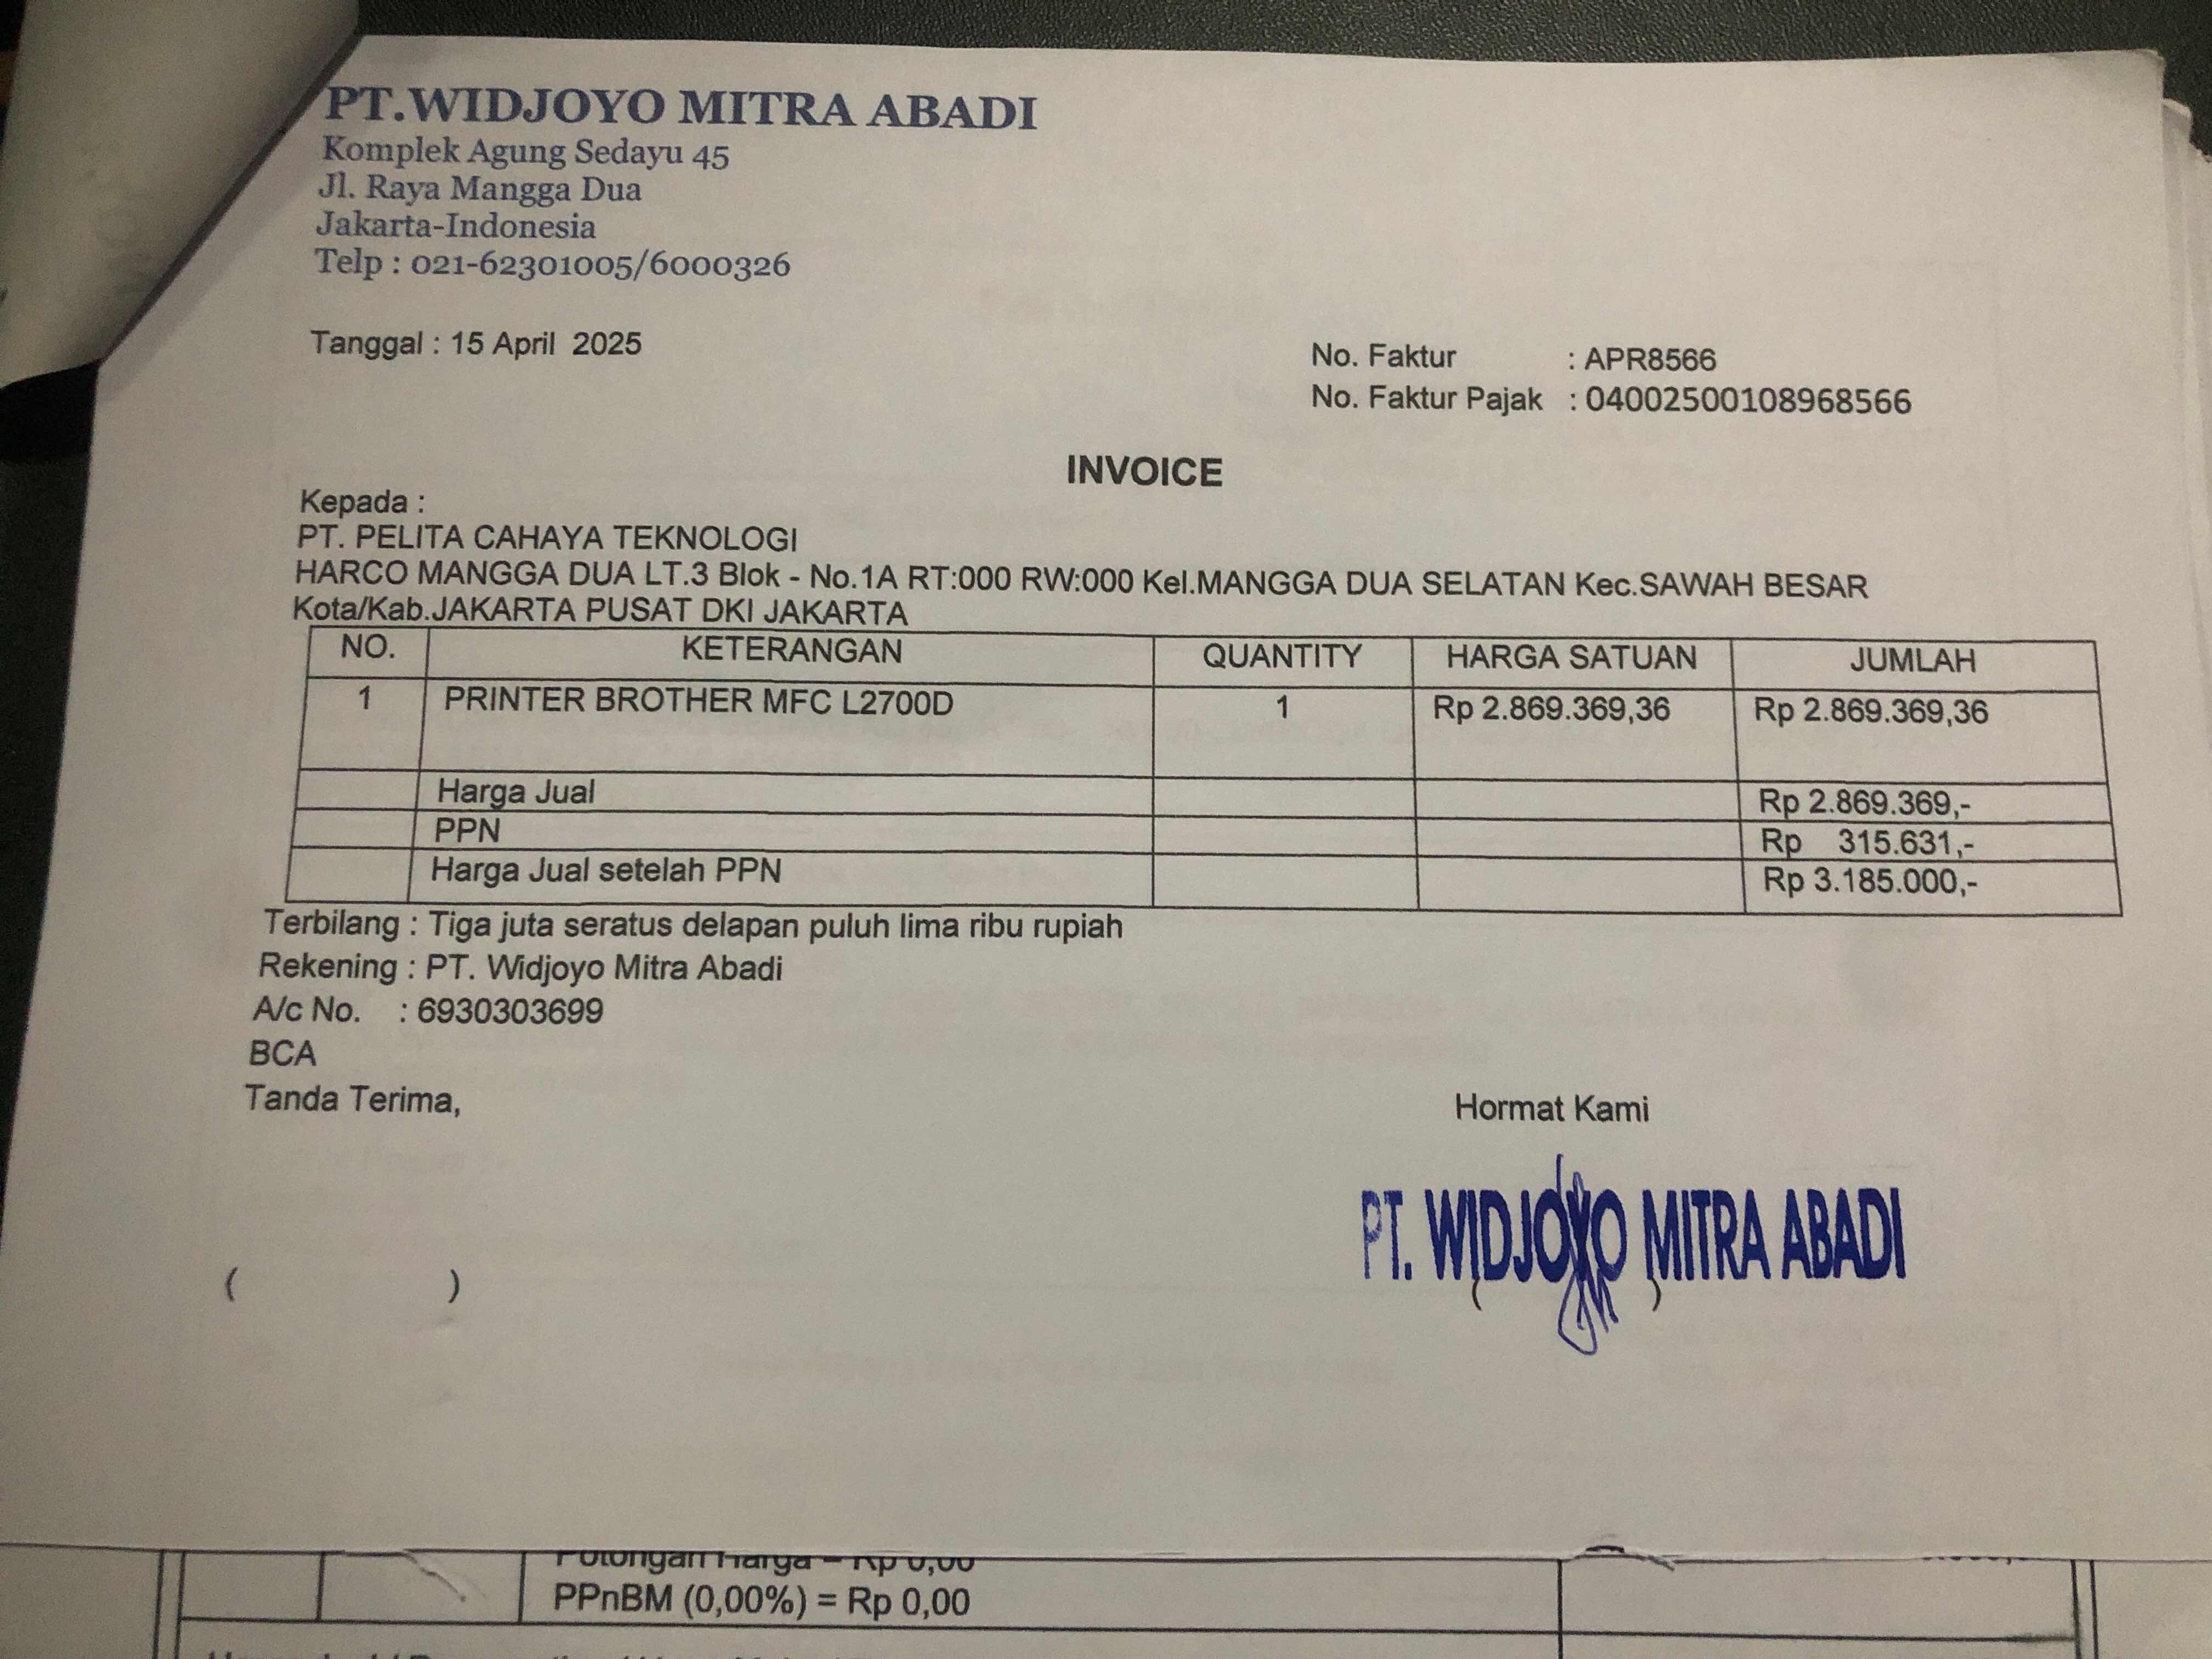 PT.WIDJOYO MITRA ABADI
Komplek Agung Sedayu 45
Jl. Raya Mangga Dua
Jakarta-Indonesia
Telp : 021-62301005/6000326
Tanggal : 15 April 2025
No. Faktur : APR8566
No. Faktur Pajak : 04002500108968566
INVOICE
Kepada :
PT. PELITA CAHAYA TEKNOLOGI
HARCO MANGGA DUA LT.3 Blok - No.1A RT:000 RW:000 Kel.MANGGA DUA SELATAN Kec.SAWAH BESAR
Kota/Kab.JAKARTA PUSAT DKI JAKARTA
NO. KETERANGAN QUANTITY HARGA SATUAN JUMLAH
1 PRINTER BROTHER MFC L2700D 1 Rp 2.869.369,36 Rp 2.869.369,36
Harga Jual Rp 2.869.369,-
PPN Rp 315.631,-
Harga Jual setelah PPN Rp 3.185.000,-
Terbilang : Tiga juta seratus delapan puluh lima ribu rupiah
Rekening : PT. Widjoyo Mitra Abadi
A/c No. : 6930303699
BCA
Tanda Terima,
Hormat Kami
PT. WIDJOYO MITRA ABADI
( ) ( )
Potongan Harga = Rp 0,00
PPnBM (0,00%) = Rp 0,00